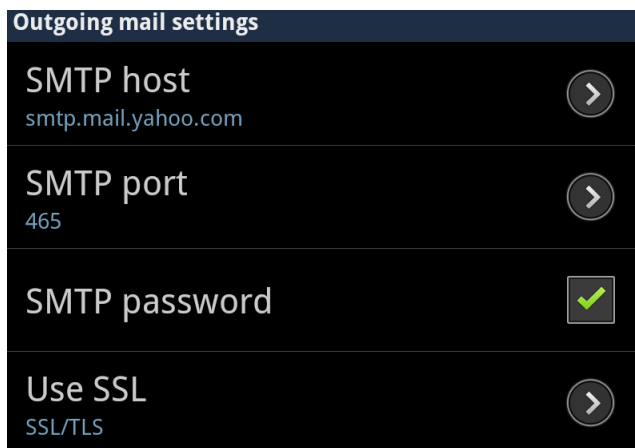 Outgoing mail settings
SMTP host
smtp.mail.yahoo.com
SMTP port
465
SMTP password
Use SSL
SSL/TLS